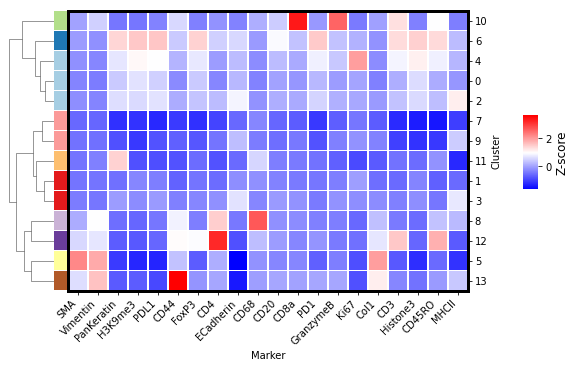 10
6
4
0
2
7
9
11
1
3
8
12
5
13
Cluster
2
0
Z-score
SMA
Vimentin
PanKeratin
H3K9me3
PDL1
CD44
FoxP3
CD4
ECadherin
CD68
CD20
CD8a
PD1
GranzymeB
Ki67
Col1
CD3
Histone3
CD45RO
MHCII
Marker